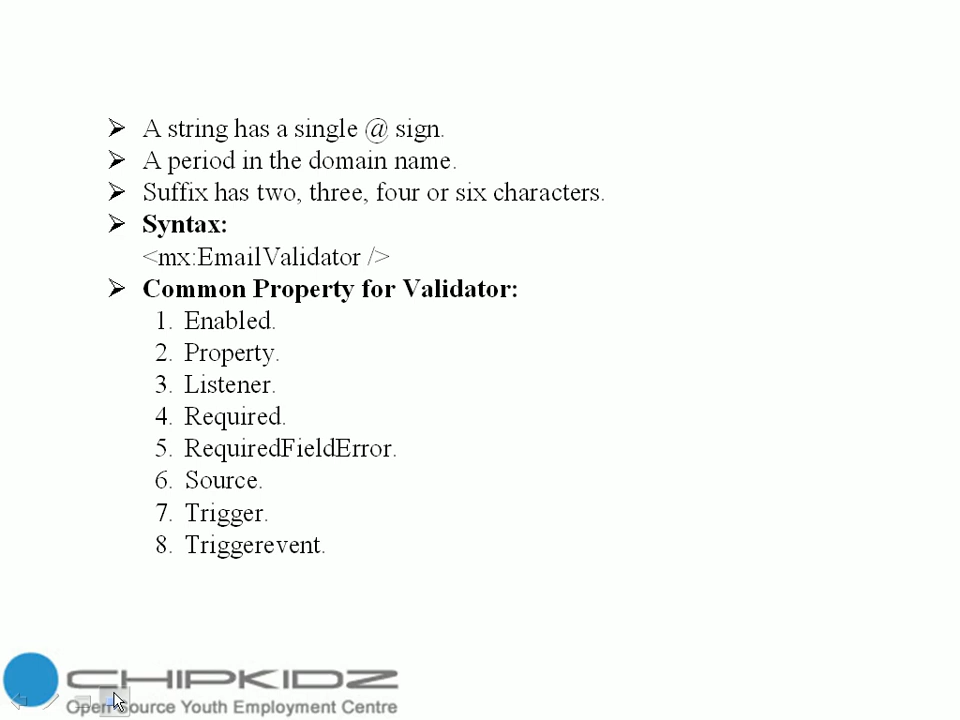 A string has a single @ sign.
A period in the domain name.
Suffix has two, three, four or six characters.
Syntax:
<mx:EmailValidator />
Common Property for Validator:
1. Enabled.
2. Property.
3. Listener.
4. Required.
5. RequiredFieldError.
6. Source.
7. Trigger.
8. Triggerevent.
CHIPKIDZ
Open Source Youth Employment Centre